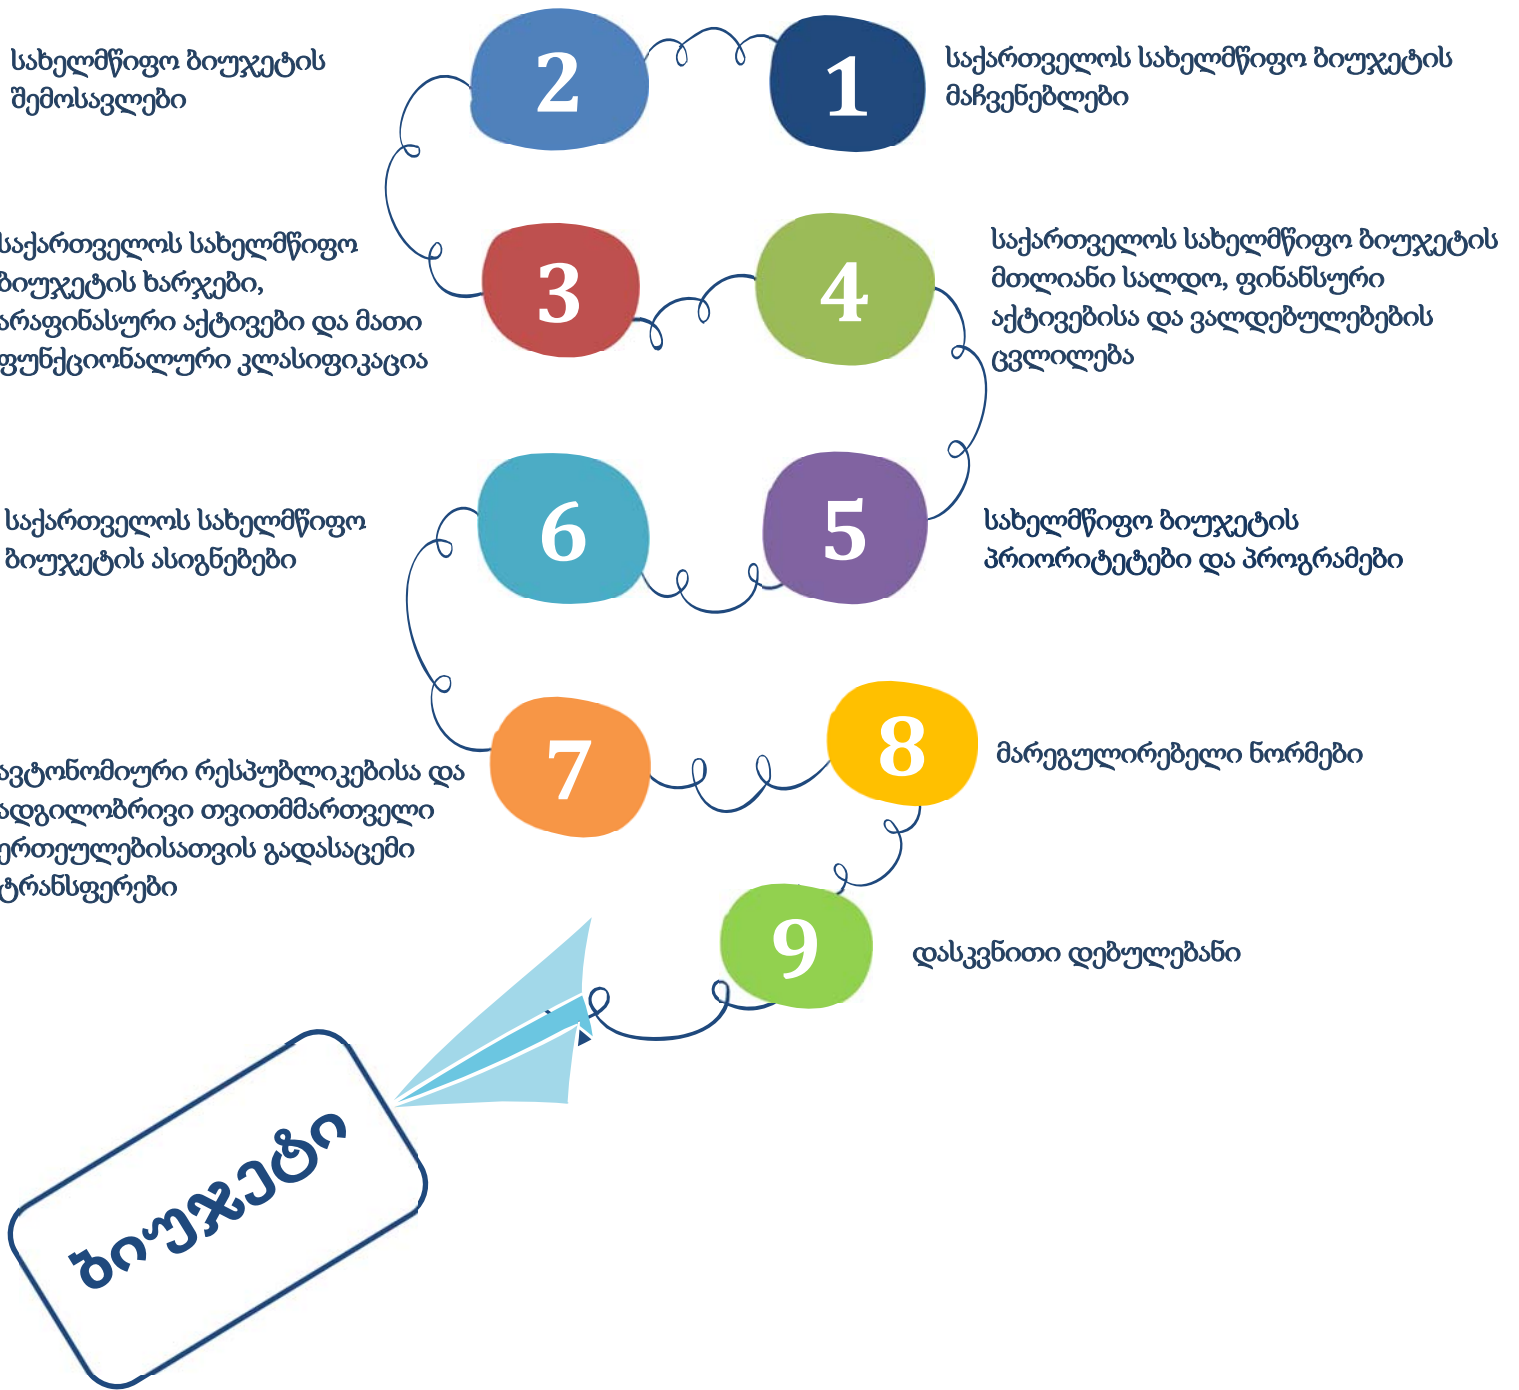 1
საქართველოს სახელმწიფო ბიუჯეტის
მაჩვენებლები
2
სახელმწიფო ბიუჯეტის
შემოსავლები
3
საქართველოს სახელმწიფო
ბიუჯეტის ხარჯები,
არაფინასური აქტივები და მათი
ფუნქციონალური კლასიფიკაცია
4
საქართველოს სახელმწიფო ბიუჯეტის
მთლიანი სალდო, ფინანსური
აქტივებისა და ვალდებულებების
ცვლილება
5
სახელმწიფო ბიუჯეტის
პრიორიტეტები და პროგრამები
6
საქართველოს სახელმწიფო
ბიუჯეტის ასიგნებები
7
ავტონომიური რესპუბლიკებისა და
ადგილობრივი თვითმმართველი
ერთეულებისათვის გადასაცემი
ტრანსფერები
8
მარეგულირებელი ნორმები
9
დასკვნითი დებულებანი
ბიუჯეტი